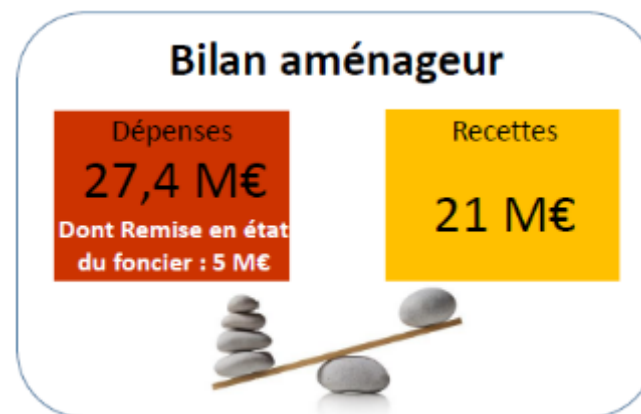 Bilan aménageur
Dépenses
27,4 M€
Dont Remise en état
du foncier : 5 M€
Recettes
21 M€